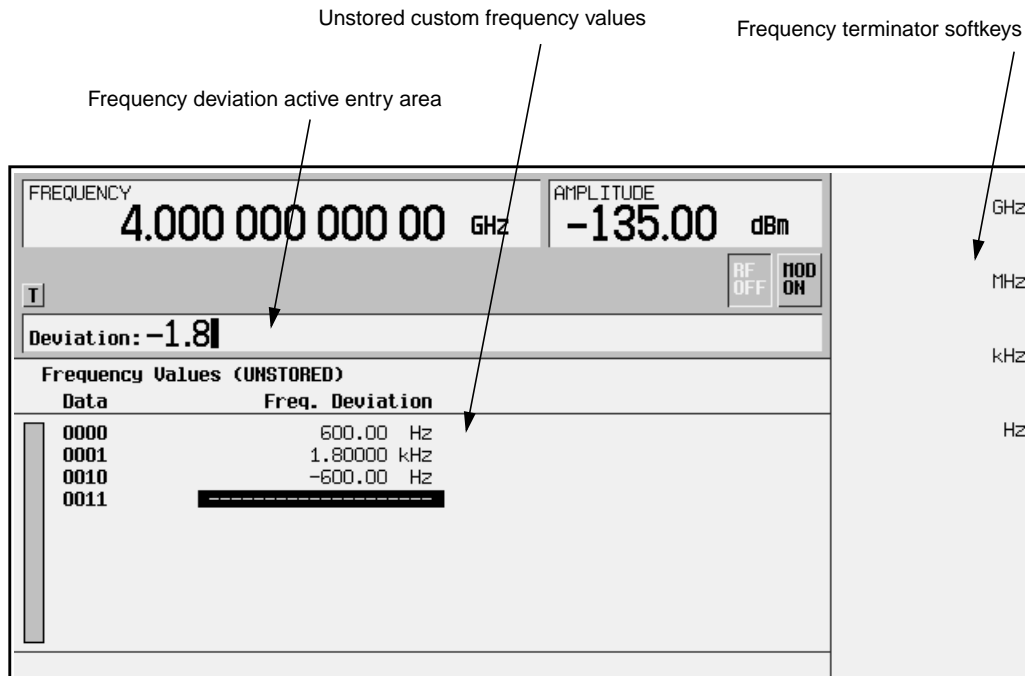 Unstored custom frequency values
Frequency terminator softkeys
Frequency deviation active entry area
FREQUENCY
4.000 000 000 00 GHz
AMPLITUDE
-135.00 dBm
GHz
RF OFF
MOD ON
MHz
T
Deviation: -1.8
kHz
Frequency Values (UNSTORED)
Data Freq. Deviation
0000 600.00 Hz
Hz
0001 1.80000 kHz
0010 -600.00 Hz
0011 --------------------